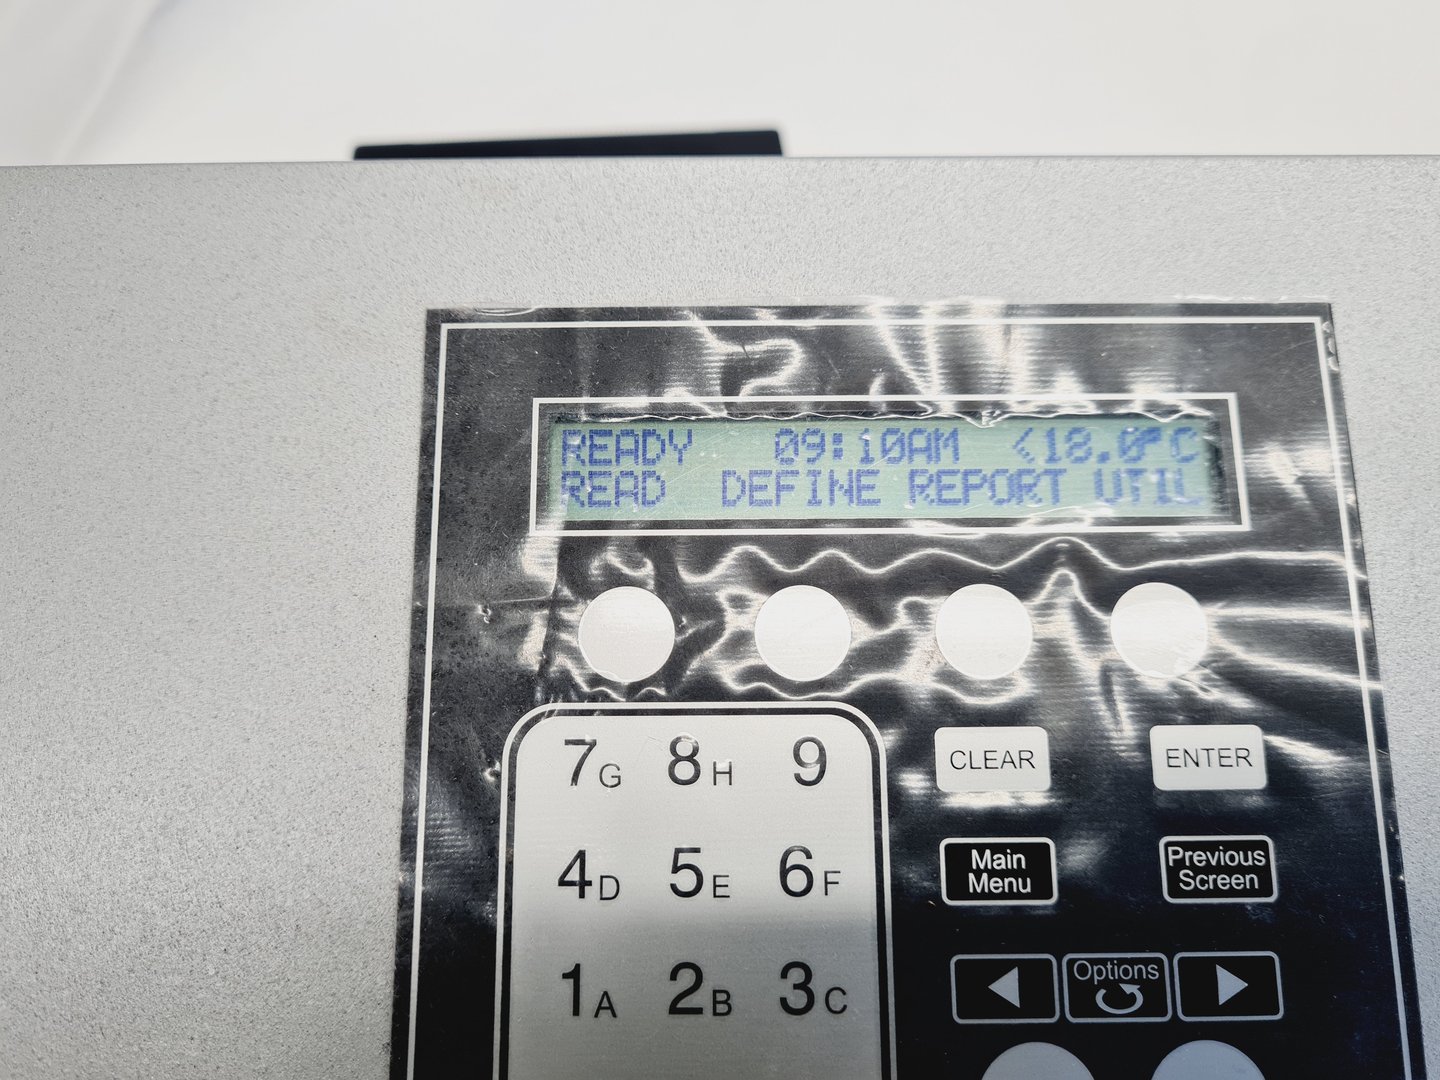 READY 09:10AM <18.0°C
READ DEFINE REPORT UTIL
7G 8H 9
CLEAR ENTER
4D 5E 6F
Main Menu
Previous Screen
1A 2B 3C
Options